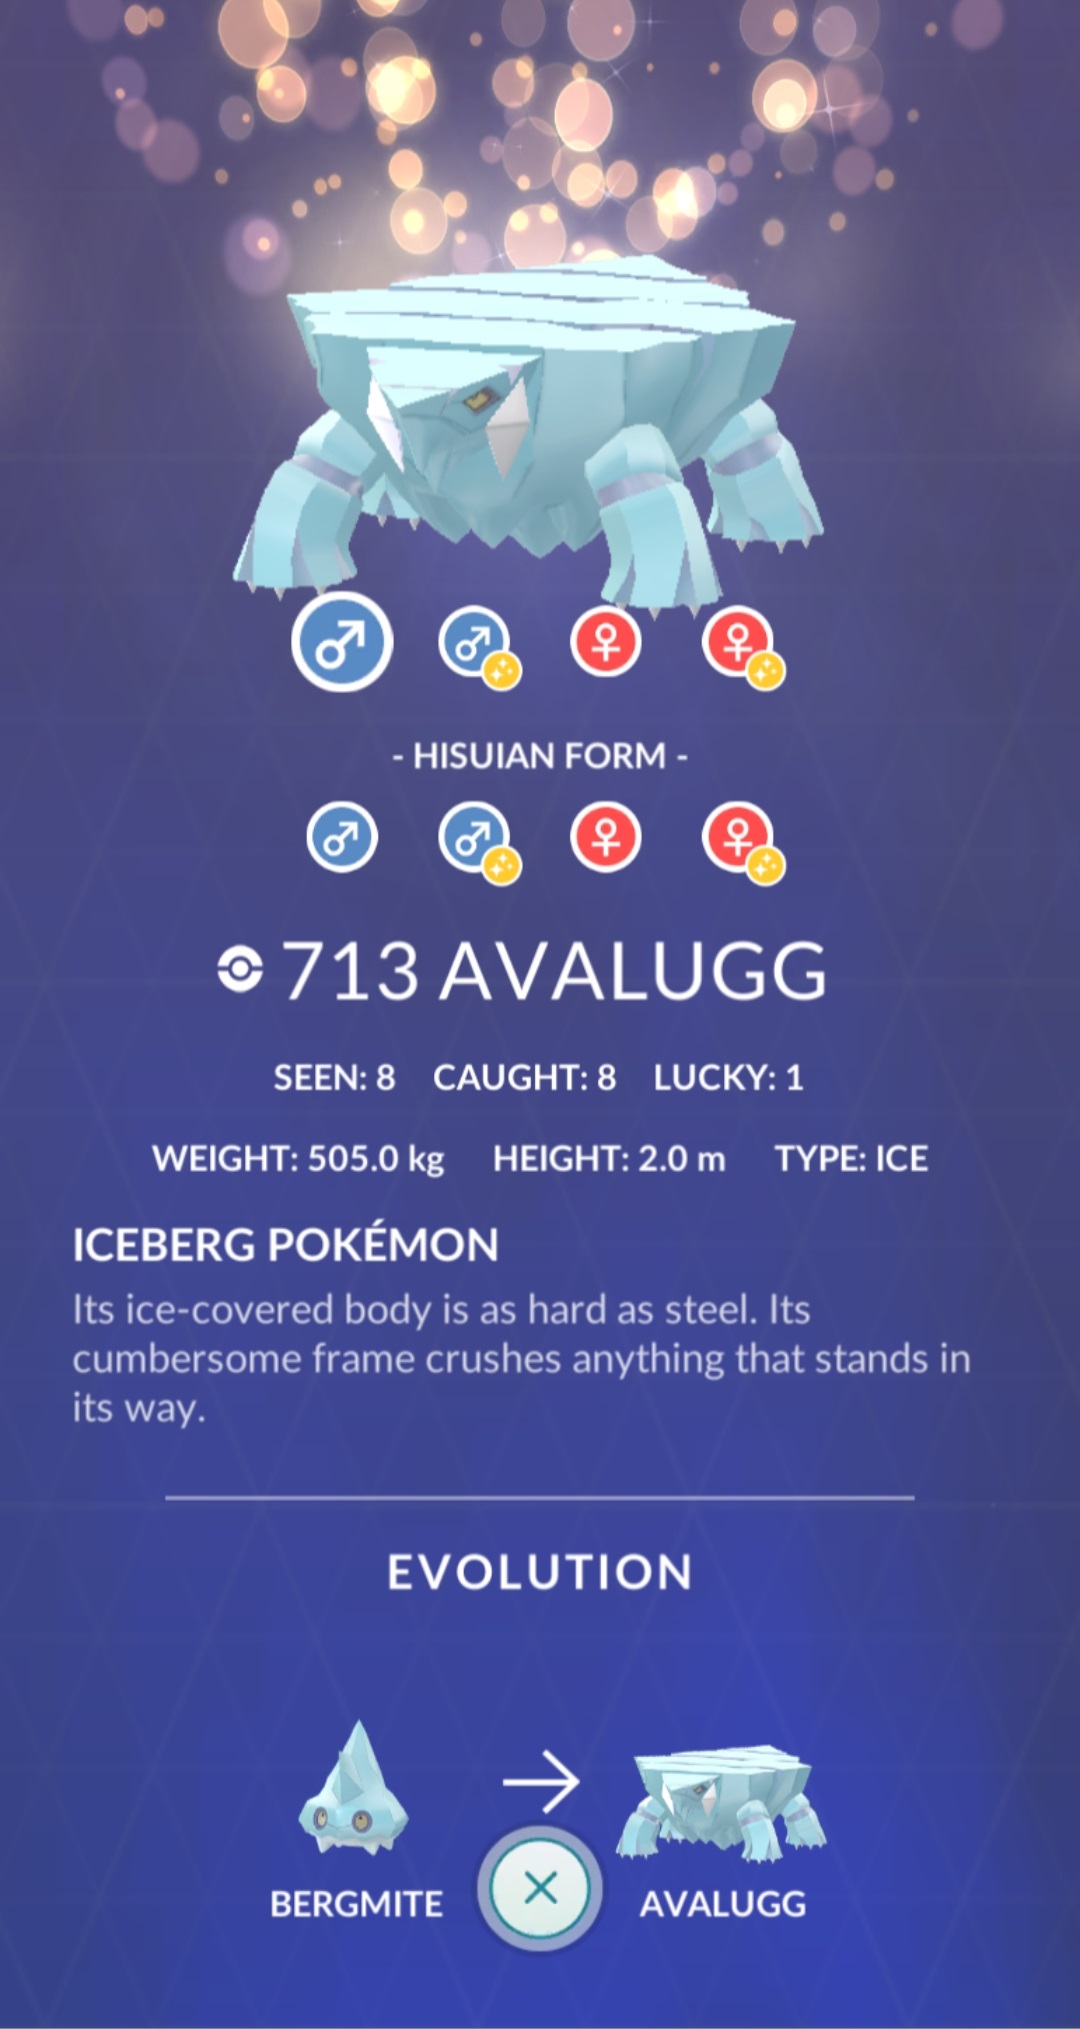 - HISUIAN FORM -
713 AVALUGG
SEEN: 8 CAUGHT: 8 LUCKY: 1
WEIGHT: 505.0 kg HEIGHT: 2.0 m TYPE: ICE
ICEBERG POKÉMON
Its ice-covered body is as hard as steel. Its
cumbersome frame crushes anything that stands in
its way.
EVOLUTION
BERGMITE AVALUGG